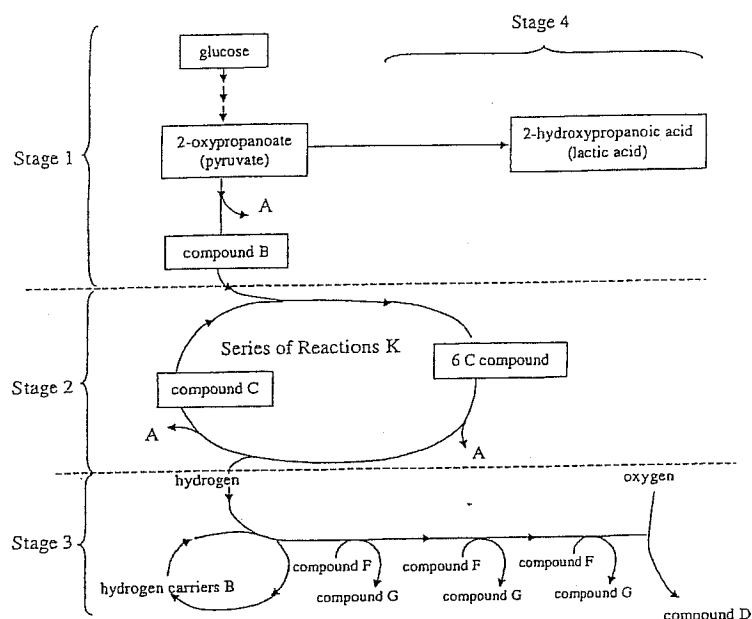 Stage 4
glucose
2-oxypropanoate
(pyruvate)
2-hydroxypropanoic acid
(lactic acid)
Stage 1
A
compound B
Series of Reactions K
6 C compound
Stage 2
compound C
A
A
hydrogen
oxygen
Stage 3
compound F
compound F
compound F
hydrogen carriers B
compound G
compound G
compound G
compound D